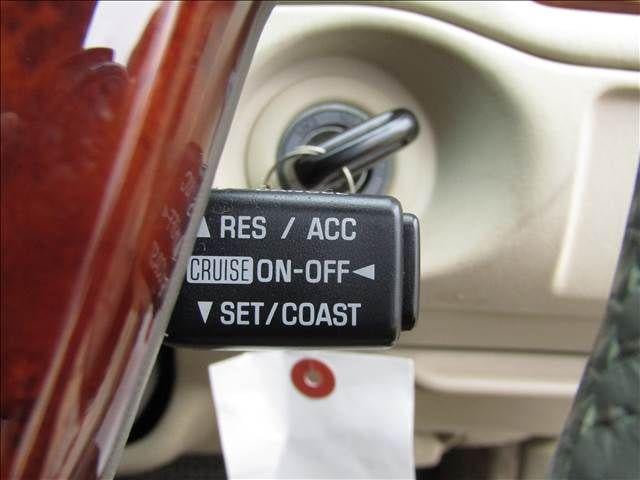 ▲ RES / ACC
CRUISE ON-OFF ◄
▼ SET/COAST